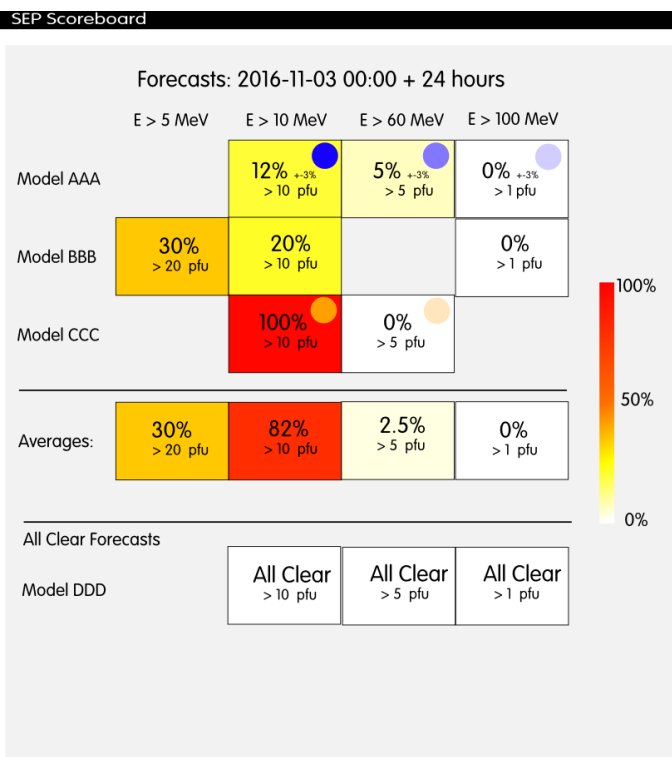 SEP Scoreboard
Forecasts: 2016-11-03 00:00 + 24 hours
E > 5 MeV E > 10 MeV E > 60 MeV E > 100 MeV
Model AAA
12% +-3%
> 10 pfu
5% +-3%
> 5 pfu
0% +-3%
> 1 pfu
Model BBB
30%
> 20 pfu
20%
> 10 pfu
0%
> 1 pfu
Model CCC
100%
> 10 pfu
0%
> 5 pfu
Averages:
30%
> 20 pfu
82%
> 10 pfu
2.5%
> 5 pfu
0%
> 1 pfu
100%
50%
0%
All Clear Forecasts
Model DDD
All Clear
> 10 pfu
All Clear
> 5 pfu
All Clear
> 1 pfu